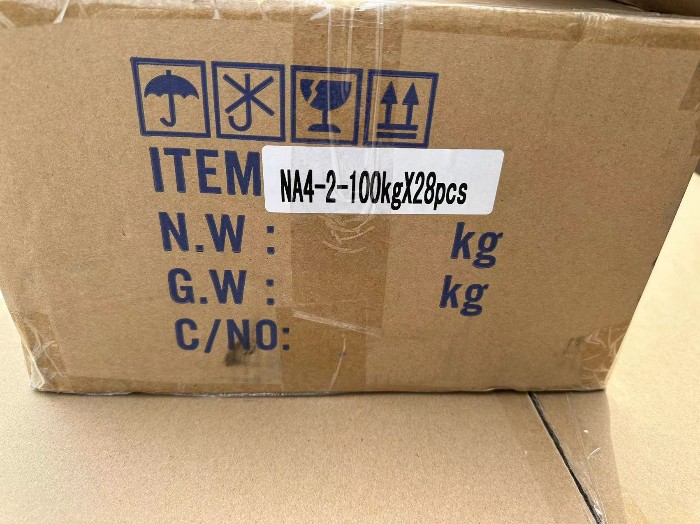 ITEM NA4-2-100kgX28pcs
N.W : kg
G.W : kg
C/NO: